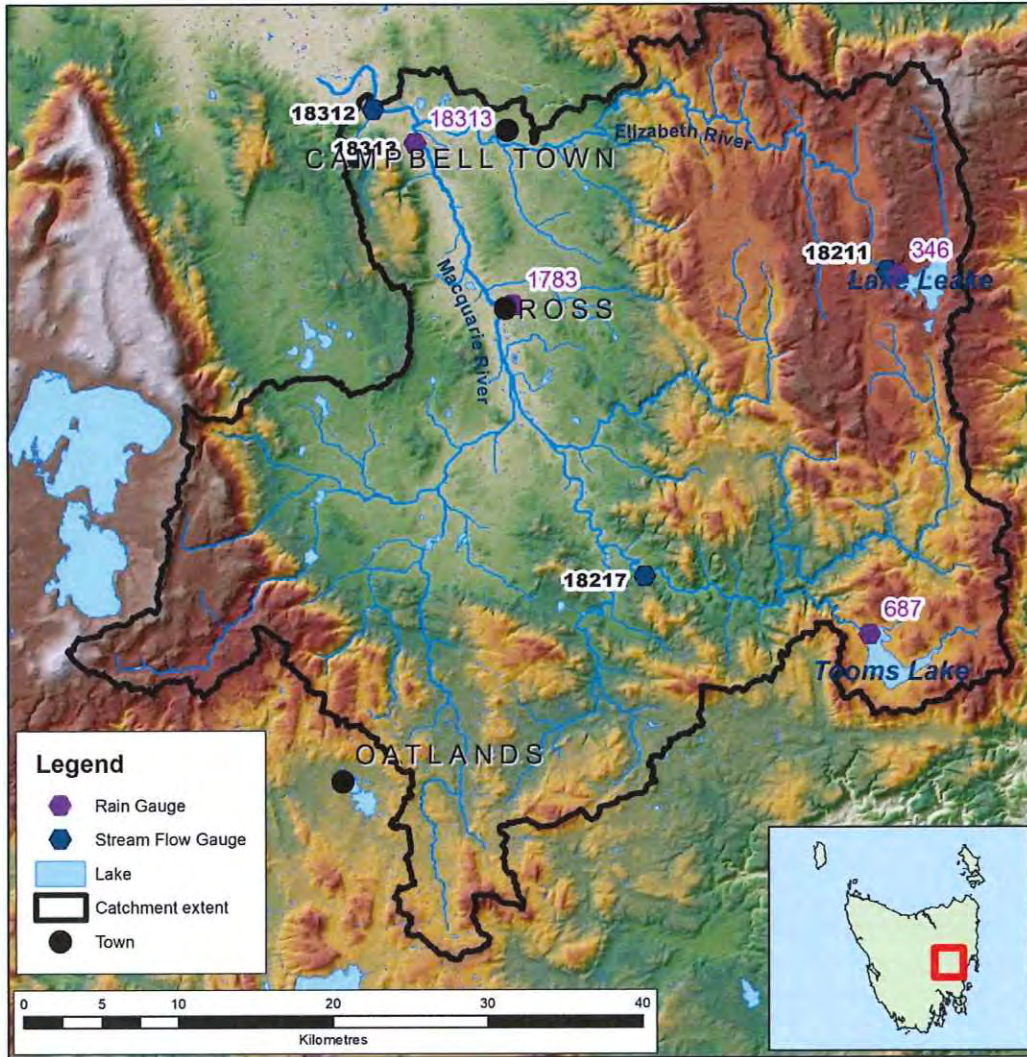 18312
18313
18313
CAMPBELL TOWN
Elizabeth River
18211
346
Lake Leake
Macquarie River
1783
ROSS
18217
687
Tooms Lake
OATLANDS
Legend
Rain Gauge
Stream Flow Gauge
Lake
Catchment extent
Town
0 5 10 20 30 40
Kilometres